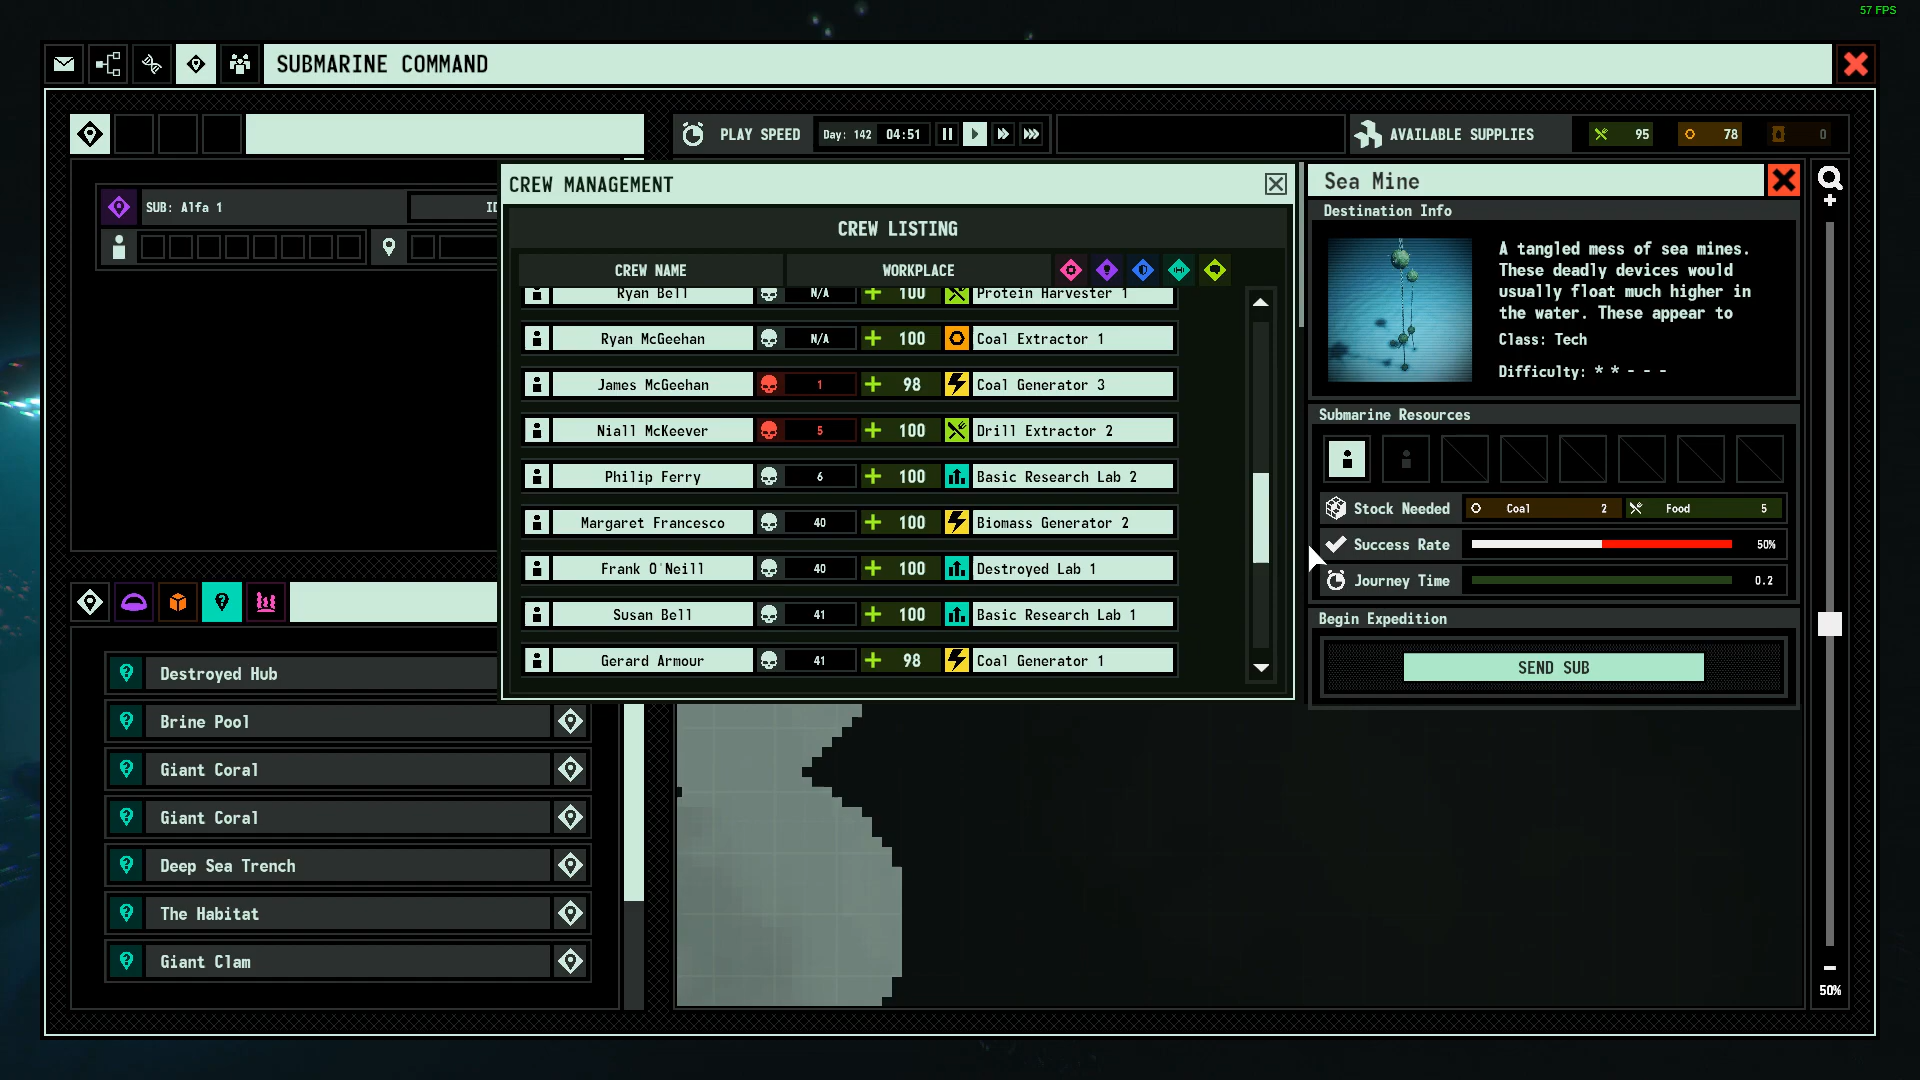 57 FPS
SUBMARINE COMMAND
PLAY SPEED
Day: 142
04:51
AVAILABLE SUPPLIES
95
78
0
SUB: Alfa 1
ID
CREW MANAGEMENT
CREW LISTING
CREW NAME
WORKPLACE
Ryan Bell
N/A
100
Protein Harvester 1
Ryan McGeehan
N/A
100
Coal Extractor 1
James McGeehan
1
98
Coal Generator 3
Niall McKeever
5
100
Drill Extractor 2
Philip Ferry
6
100
Basic Research Lab 2
Margaret Francesco
40
100
Biomass Generator 2
Frank O'Neill
40
100
Destroyed Lab 1
Susan Bell
41
100
Basic Research Lab 1
Gerard Armour
41
98
Coal Generator 1
Sea Mine
Destination Info
A tangled mess of sea mines.
These deadly devices would
usually float much higher in
the water. These appear to
Class: Tech
Difficulty: * * - - -
Submarine Resources
Stock Needed
Coal
2
Food
5
Success Rate
50%
Journey Time
0.2
Begin Expedition
SEND SUB
Destroyed Hub
Brine Pool
Giant Coral
Giant Coral
Deep Sea Trench
The Habitat
Giant Clam
50%